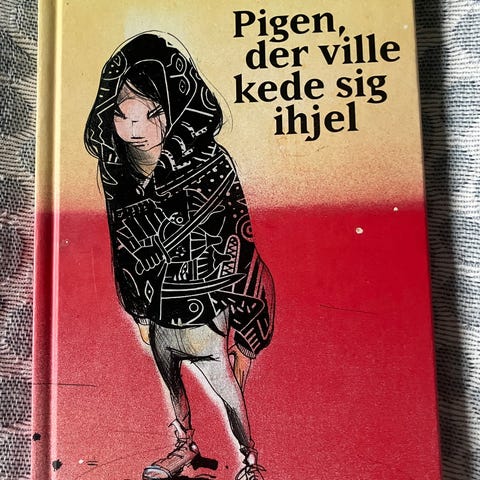 Pigen,
der ville
kede sig
ihjel